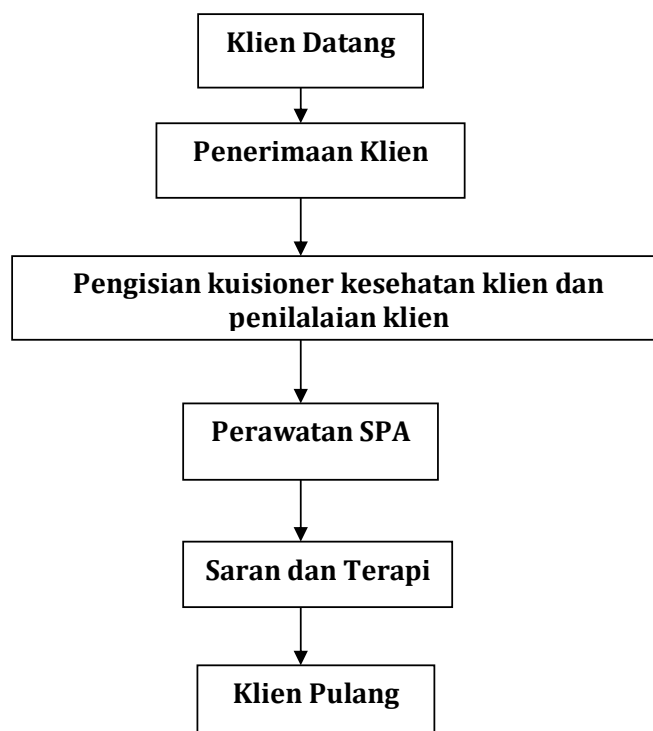 Klien Datang
Penerimaan Klien
Pengisian kuisioner kesehatan klien dan
penilalaian klien
Perawatan SPA
Saran dan Terapi
Klien Pulang